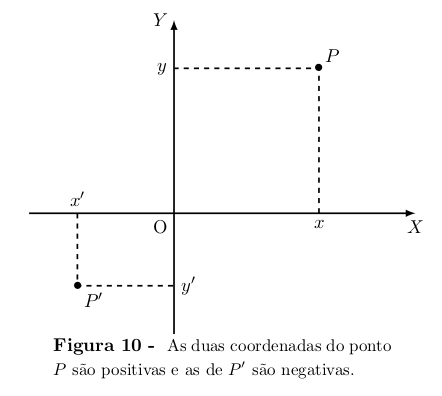 Y
P
y
x′
O
x
X
y′
P′
Figura 10 - As duas coordenadas do ponto
P são positivas e as de P′ são negativas.